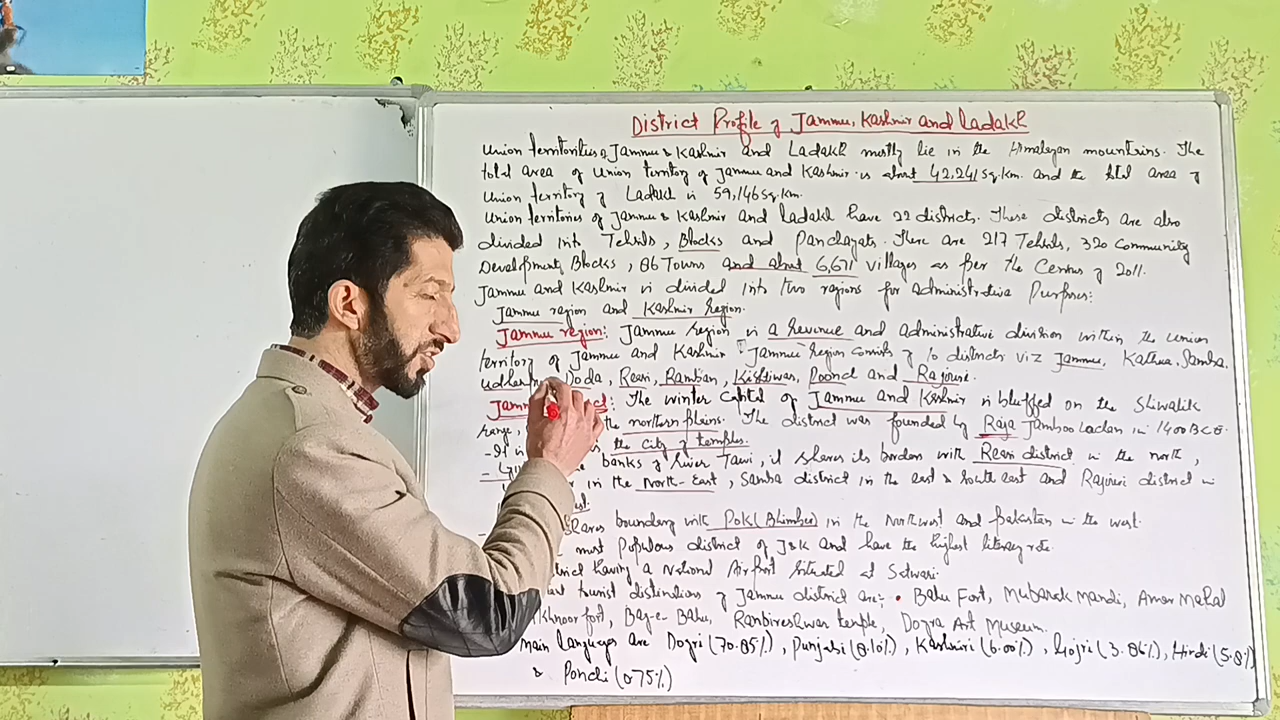 District Profile of Jammu, Kashmir and Ladakh
Union territories of Jammu & Kashmir and Ladakh mostly lie in the Himalayan mountains. The
total area of Union territory of Jammu and Kashmir is about 42,241 sq.km. and the total area of
Union territory of Ladakh is 59,146 sq.km.
Union territories of Jammu & Kashmir and Ladakh have 22 districts. These districts are also
divided into Tehsils, Blocks and Panchayats. There are 217 Tehsils, 320 Community
Development Blocks, 86 Towns and about 6,671 villages as per the Census of 2011.
Jammu and Kashmir is divided into two regions for administrative Purposes:
Jammu region and Kashmir Region.
Jammu region: Jammu Region is a Revenue and administrative division within the union
territory of Jammu and Kashmir. Jammu Region consists of 10 districts viz Jammu, Kathua, Samba,
Doda, Reasi, Ramban, Kishtiwar, Poonch and Rajouri.
The winter capital of Jammu and Kashmir is bluffed on the Shiwalik
range, the northern plains. The district was founded by Raja Jamboo Lochan in 1400 BCE.
- It is the City of temples.
banks of River Tawi, it shares its borders with Reasi district in the north,
in the North-East, Samba district in the east & south east and Rajouri district in
boundary with PoK (Bhimber) in the Northwest and Pakistan in the west.
most Populous district of J&K and have the highest literacy rate.
having a National Airport situated at Satwari.
tourist distinctions of Jammu district are:- • Bahu Fort, Mubarak Mandi, Amar Mahal
fort, Bag-e-Bahu, Ranbireshwar temple, Dogra Art Museum.
main languages are Dogri (70.85%), Punjabi (8.10%), Kashmiri (6.00%), Gojri (3.86%), Hindi (5.8%)
& (0.75%)